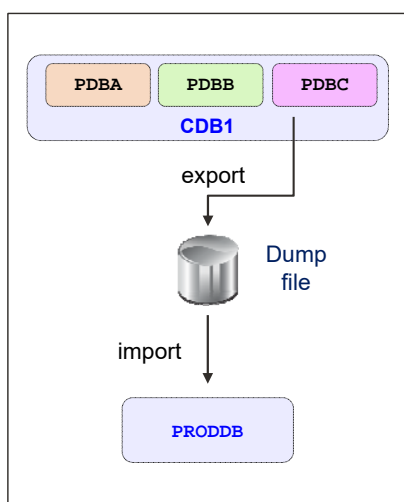 PDBA PDBB PDBC
CDB1
export
Dump
file
import
PRODDB